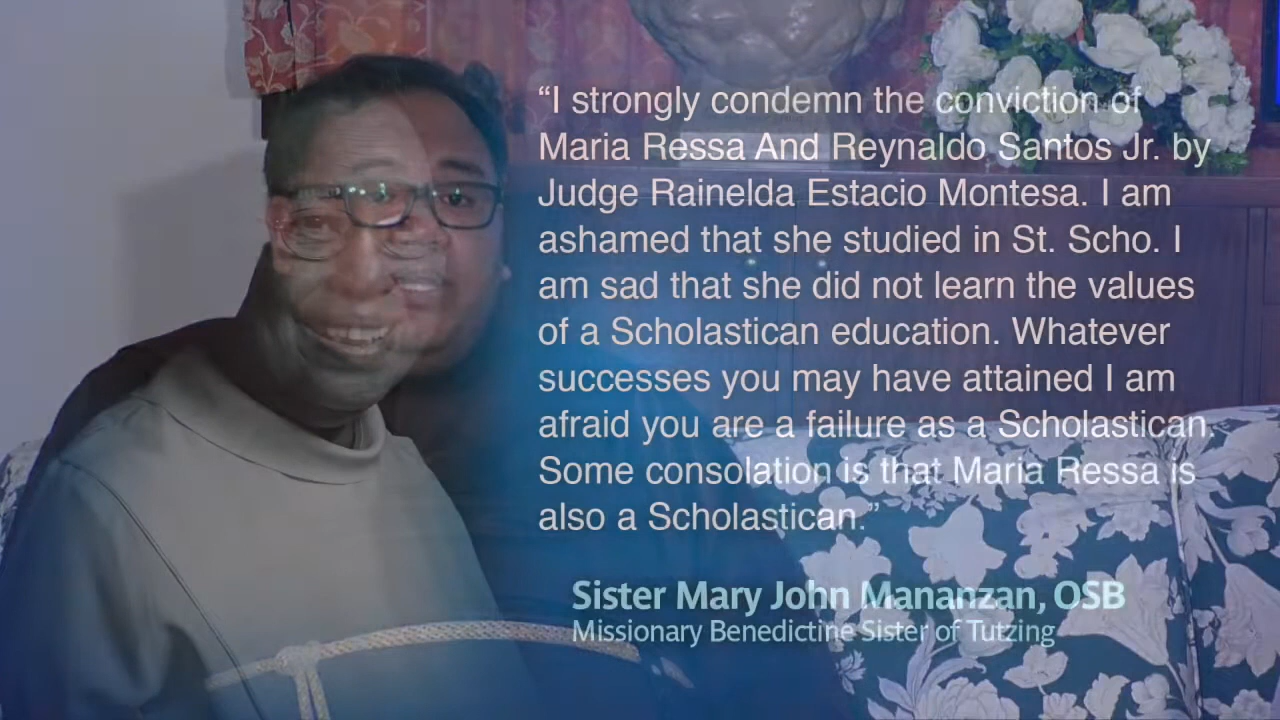 “I strongly condemn the conviction of
Maria Ressa And Reynaldo Santos Jr. by
Judge Rainelda Estacio Montesa. I am
ashamed that she studied in St. Scho. I
am sad that she did not learn the values
of a Scholastican education. Whatever
successes you may have attained I am
afraid you are a failure as a Scholastican.
Some consolation is that Maria Ressa is
also a Scholastican.”
Sister Mary John Mananzan, OSB
Missionary Benedictine Sister of Tutzing